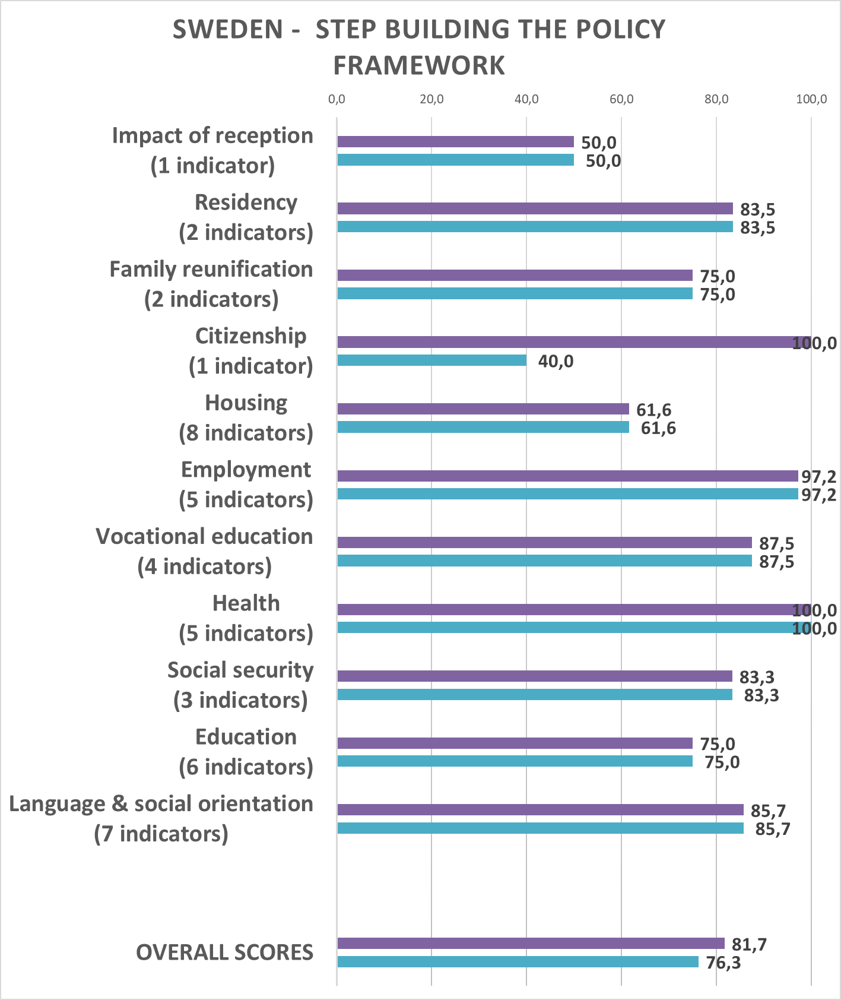 SWEDEN -  STEP BUILDING THE POLICY
FRAMEWORK
0,0 20,0 40,0 60,0 80,0 100,0
Impact of reception
(1 indicator)
50,0
50,0
Residency
(2 indicators)
83,5
83,5
Family reunification
(2 indicators)
75,0
75,0
Citizenship
(1 indicator)
100,0
40,0
Housing
(8 indicators)
61,6
61,6
Employment
(5 indicators)
97,2
97,2
Vocational education
(4 indicators)
87,5
87,5
Health
(5 indicators)
100,0
100,0
Social security
(3 indicators)
83,3
83,3
Education
(6 indicators)
75,0
75,0
Language & social orientation
(7 indicators)
85,7
85,7
OVERALL SCORES
81,7
76,3